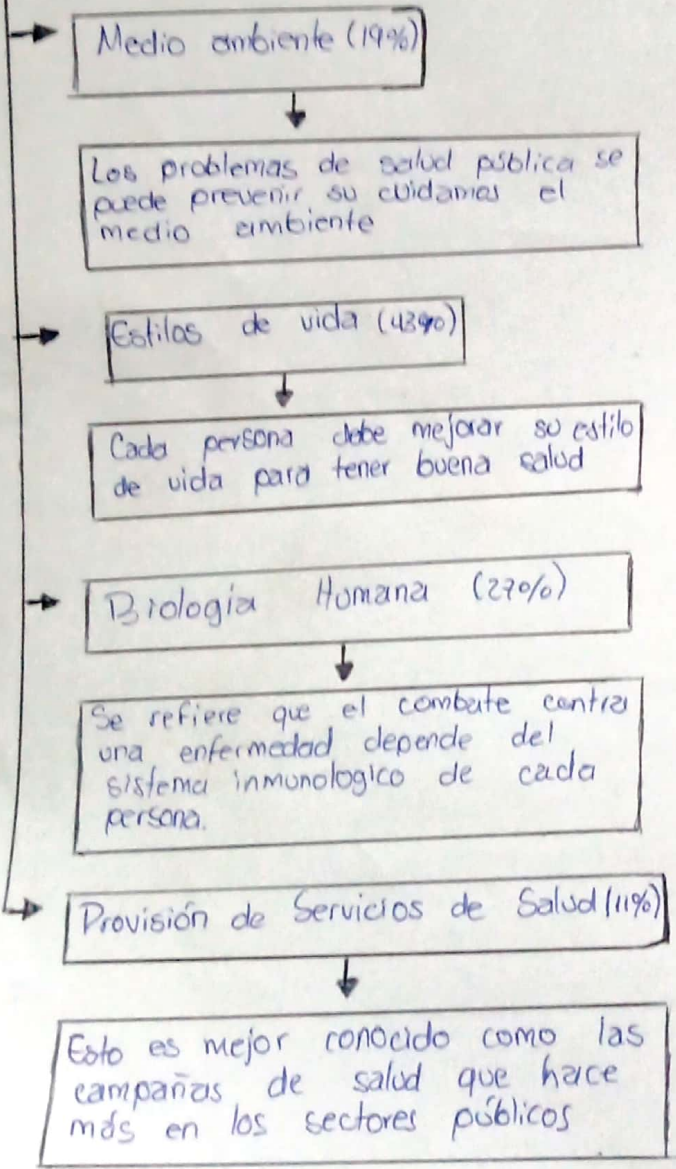 Medio ambiente (19%)
Los problemas de salud pública se
puede prevenir su cuidamos el
medio ambiente
Estilos de vida (43%)
Cada persona debe mejorar su estilo
de vida para tener buena salud
Biologia Humana (27%)
Se refiere que el combate contra
una enfermedad depende del
sistema inmunologico de cada
persona.
Provisión de Servicios de Salud (11%)
Esto es mejor conocido como las
campañas de salud que hace
más en los sectores públicos